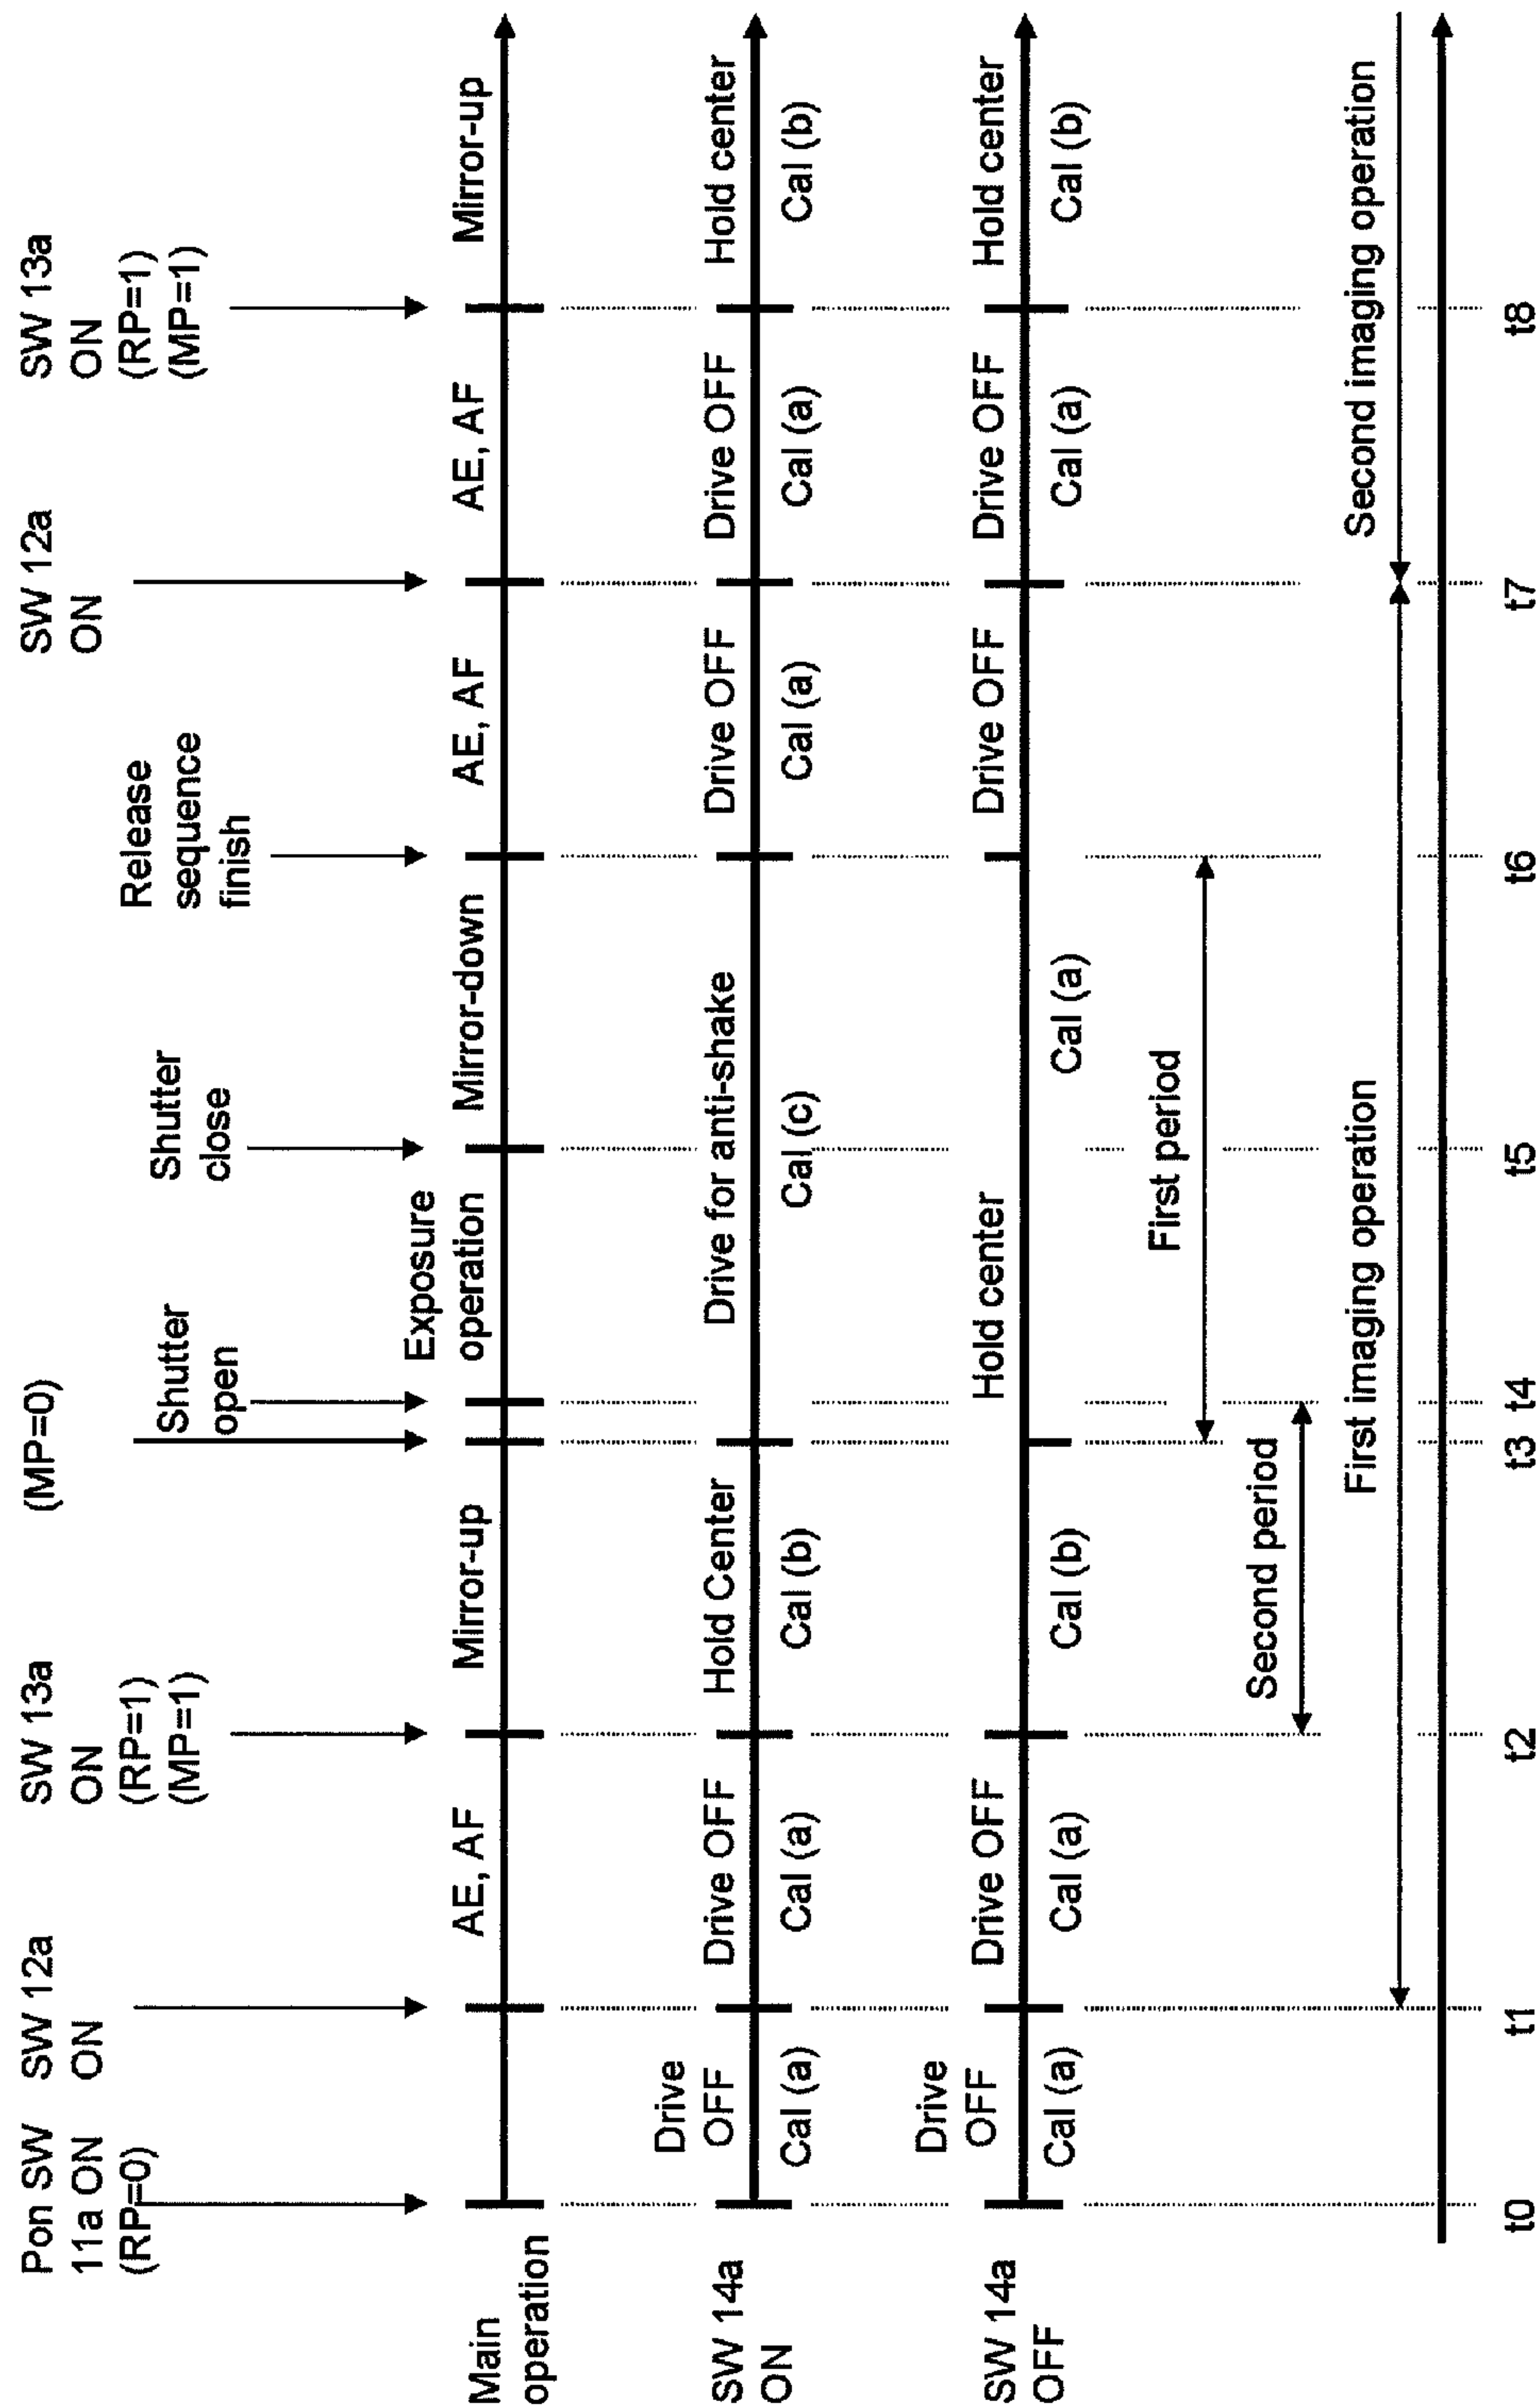 Pon SW
11a ON
(RP=0)
SW 12a
ON
SW 13a
ON
(RP=1)
(MP=1)
(MP=0)
Shutter
open
Shutter
close
Release
sequence
finish
SW 12a
ON
SW 13a
ON
(RP=1)
(MP=1)
Main
operation
AE, AF
Mirror-up
Exposure
operation
Mirror-down
AE, AF
AE, AF
Mirror-up
SW 14a
ON
Drive
OFF
Drive OFF
Hold Center
Drive for anti-shake
Drive OFF
Drive OFF
Hold center
Cal (a)
Cal (a)
Cal (b)
Cal (c)
Cal (a)
Cal (a)
Cal (b)
SW 14a
OFF
Drive
OFF
Drive OFF
Hold center
Drive OFF
Drive OFF
Hold center
Cal (a)
Cal (a)
Cal (b)
Cal (a)
Cal (a)
Cal (b)
First period
Second period
First imaging operation
Second imaging operation
t0
t1
t2
t3
t4
t5
t6
t7
t8